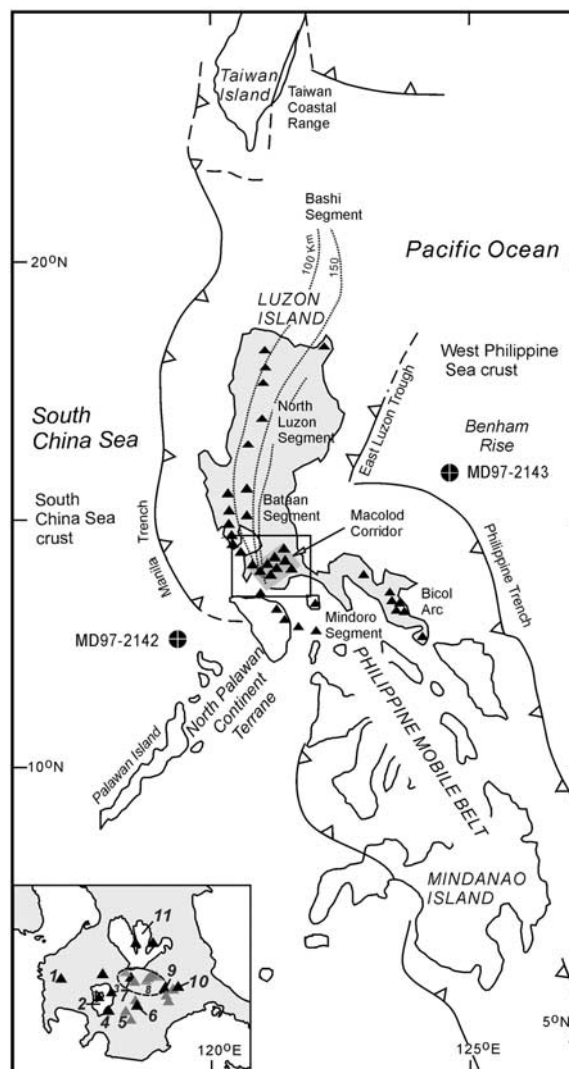 Taiwan
Island
Taiwan
Coastal
Range
Bashi
Segment
20°N
100 Km
150
Pacific Ocean
LUZON
ISLAND
West Philippine
Sea crust
South
China Sea
North
Luzon
Segment
East Luzon Trough
Benham
Rise
MD97-2143
South
China Sea
crust
Manila
Trench
Bataan
Segment
Macolod
Corridor
Philippine Trench
Bicol
Arc
Mindoro
Segment
MD97-2142
North Palawan
Continent
Terrane
Palawan Island
PHILIPPINE MOBILE BELT
10°N
MINDANAO
ISLAND
11
1
9
10
3
8
2
7
4
5
6
5°N
120°E
125°E